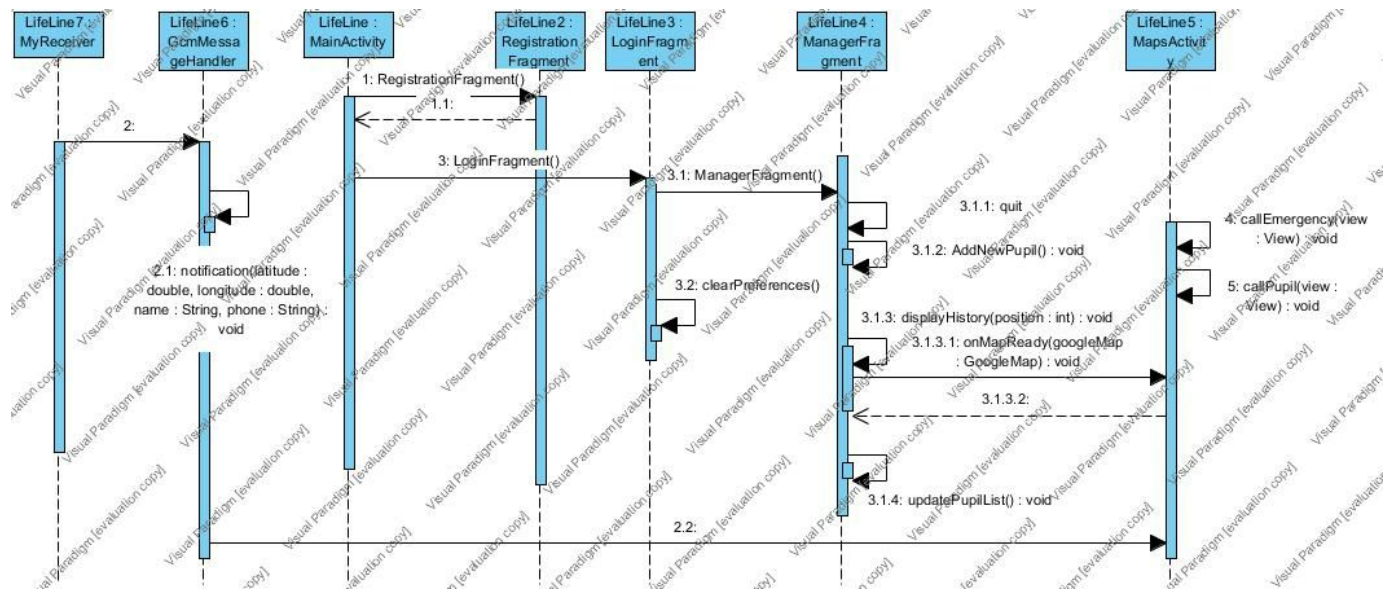 LifeLine7 :
MyReceiver
LifeLine6 :
GcmMessa
geHandler
LifeLine :
MainActivity
LifeLine2 :
Registration
Fragment
LifeLine3 :
LoginFragm
ent
LifeLine4 :
ManagerFra
gment
LifeLine5 :
MapsActivit
y
1: RegistrationFragment()
1.1:
2:
3: LoginFragment()
3.1: ManagerFragment()
3.1.1: quit
4: callEmergency(view
: View) : void
3.1.2: AddNewPupil() : void
2.1: notification(latitude :
double, longitude : double,
name : String, phone : String) :
void
3.2: clearPreferences()
5: callPupil(view :
View) : void
3.1.3: displayHistory(position : int) : void
3.1.3.1: onMapReady(googleMap
: GoogleMap) : void
3.1.3.2:
3.1.4: updatePupilList() : void
2.2:
Visual Paradigm [evaluation copy]